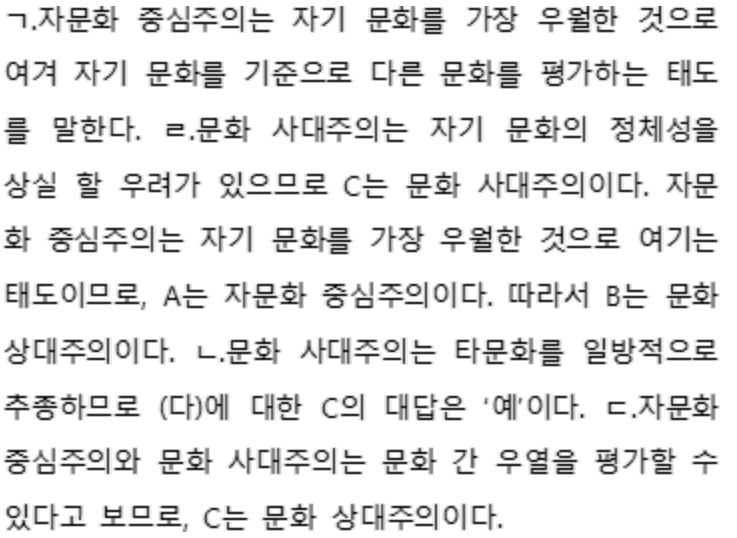 ㄱ.자문화 중심주의는 자기 문화를 가장 우월한 것으로
여겨 자기 문화를 기준으로 다른 문화를 평가하는 태도
를 말한다. ㄹ.문화 사대주의는 자기 문화의 정체성을
상실 할 우려가 있으므로 C는 문화 사대주의이다. 자문
화 중심주의는 자기 문화를 가장 우월한 것으로 여기는
태도이므로, A는 자문화 중심주의이다. 따라서 B는 문화
상대주의이다. ㄴ.문화 사대주의는 타문화를 일방적으로
추종하므로 (다)에 대한 C의 대답은 ‘예’이다. ㄷ.자문화
중심주의와 문화 사대주의는 문화 간 우열을 평가할 수
있다고 보므로, C는 문화 상대주의이다.